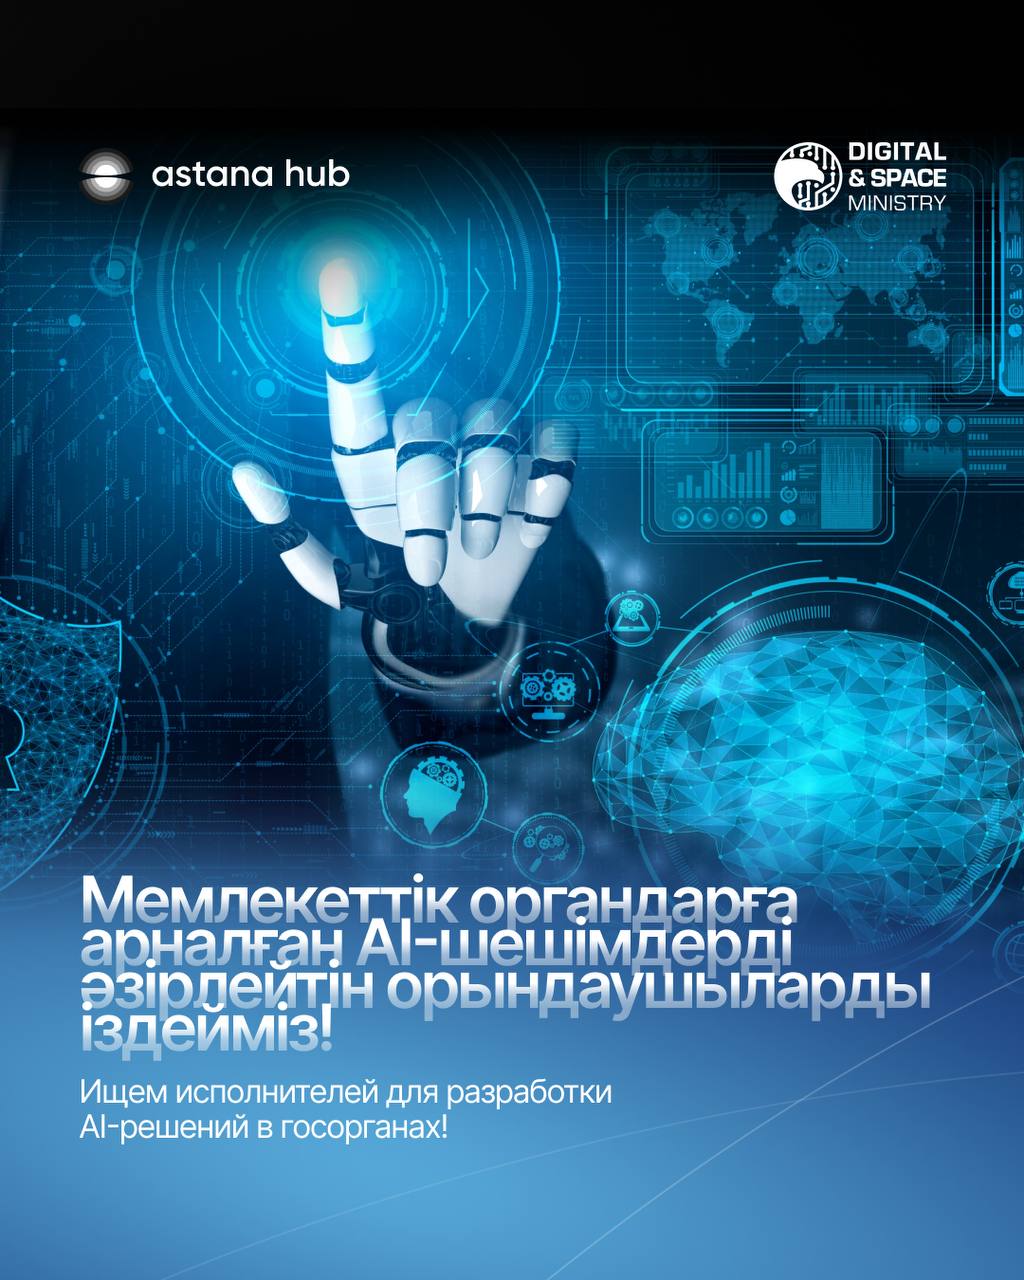 astana hub
DIGITAL
& SPACE
MINISTRY
Мемлекеттік органдарға
арналған AI-шешімдерді
әзірлейтін орындаушыларды
іздейміз!
Ищем исполнителей для разработки
AI-решений в госорганах!